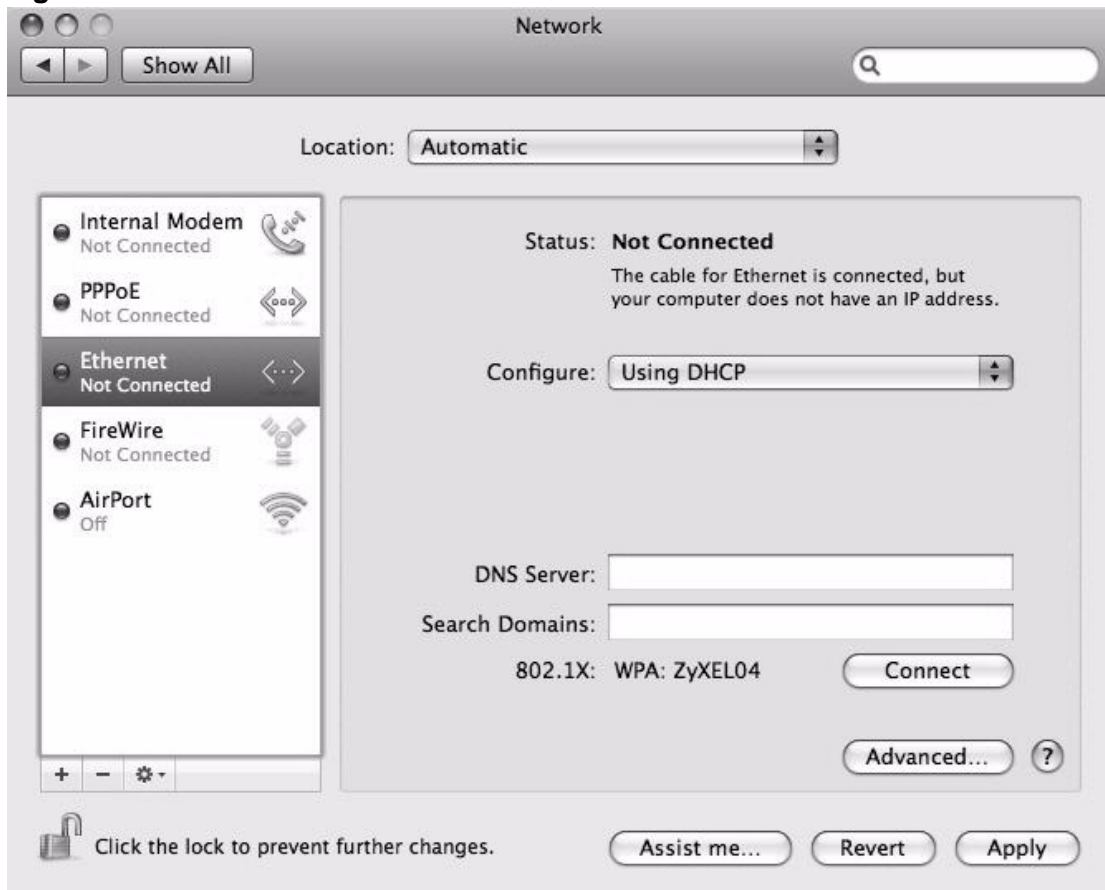 Network
Show All
Location: Automatic
Internal Modem
Not Connected
PPPoE
Not Connected
Ethernet
Not Connected
FireWire
Not Connected
AirPort
Off
Status: Not Connected
The cable for Ethernet is connected, but
your computer does not have an IP address.
Configure: Using DHCP
DNS Server:
Search Domains:
802.1X: WPA: ZyXEL04 Connect
Advanced... ?
+ −
Click the lock to prevent further changes.
Assist me... Revert Apply